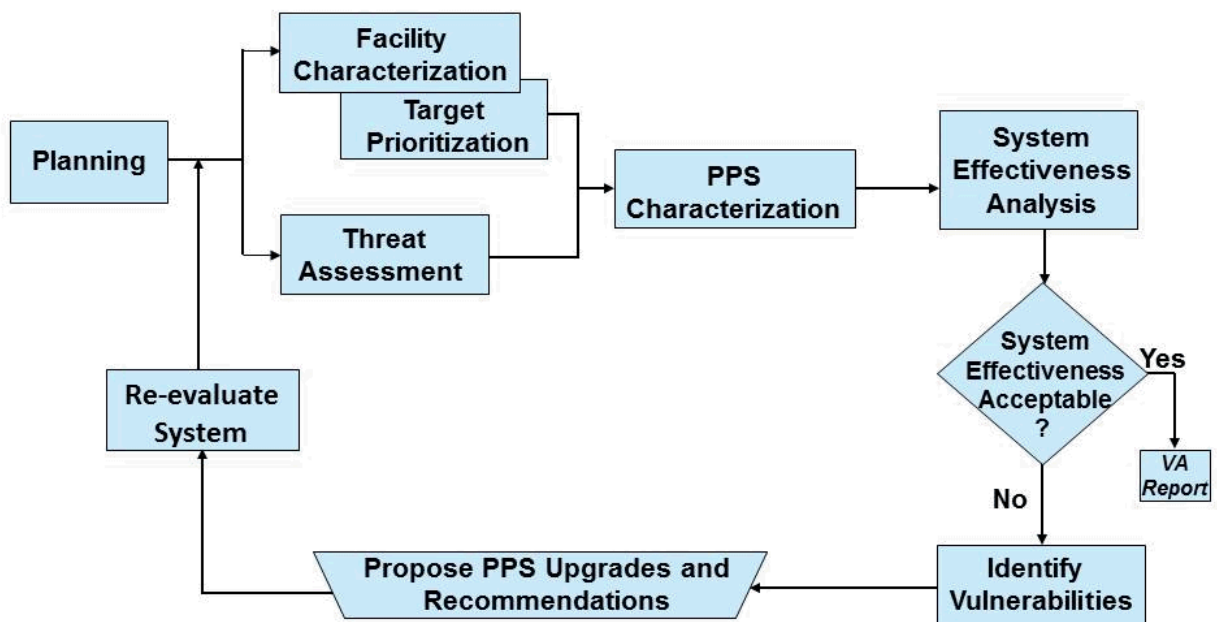 Planning
Facility
Characterization
Target
Prioritization
Threat
Assessment
PPS
Characterization
System
Effectiveness
Analysis
System
Effectiveness
Acceptable
?
Yes
VA
Report
No
Identify
Vulnerabilities
Propose PPS Upgrades and
Recommendations
Re-evaluate
System